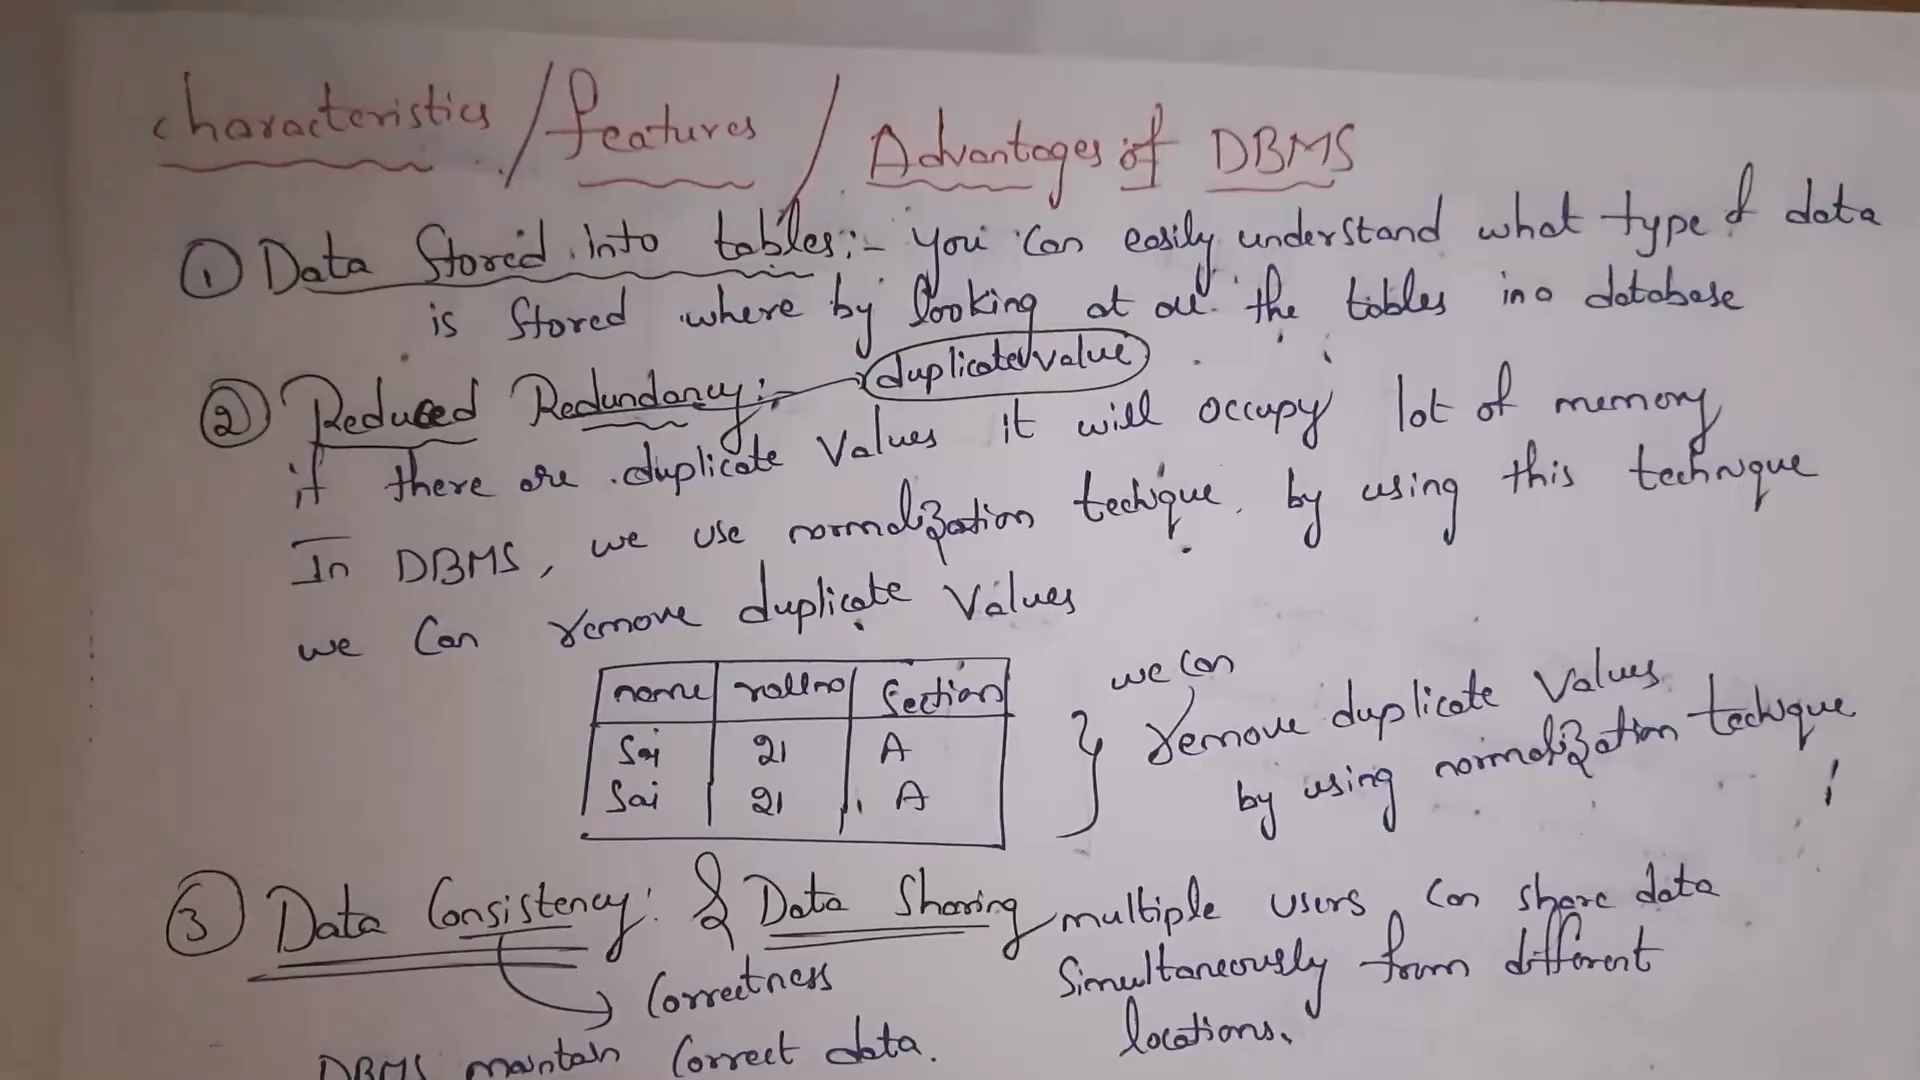 characteristics / features / Advantages of DBMS
① Data Stored into tables:- you can easily understand what type of data
is stored where by looking at all the tables in a database
② Reduced Redundancy: duplicate value
if there are duplicate values it will occupy lot of memory
In DBMS, we use normalization techique. by using this technique
we can remove duplicate values
name rollno Section
Sai 21 A
Sai 21 A
we can
remove duplicate values
by using normalization techique
③ Data Consistency: & Data Sharing multiple users can share data
Simultaneously from different
locations.
Correctness
DBMS maintain correct data.